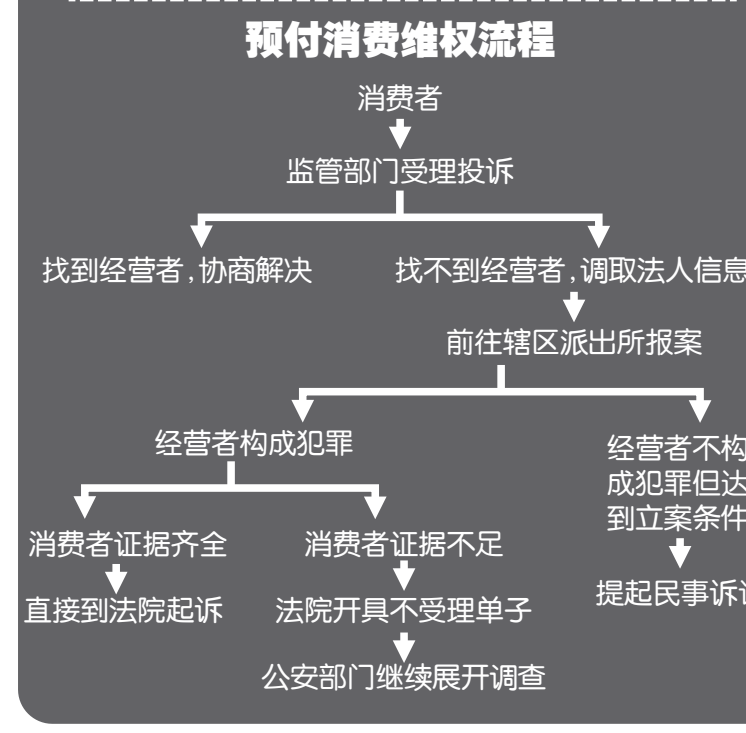 预付消费维权流程
消费者
监管部门受理投诉
找到经营者,协商解决
找不到经营者,调取法人信息
前往辖区派出所报案
经营者构成犯罪
经营者不构
成犯罪但达
到立案条件
消费者证据齐全
消费者证据不足
直接到法院起诉
法院开具不受理单子
提起民事诉
公安部门继续展开调查